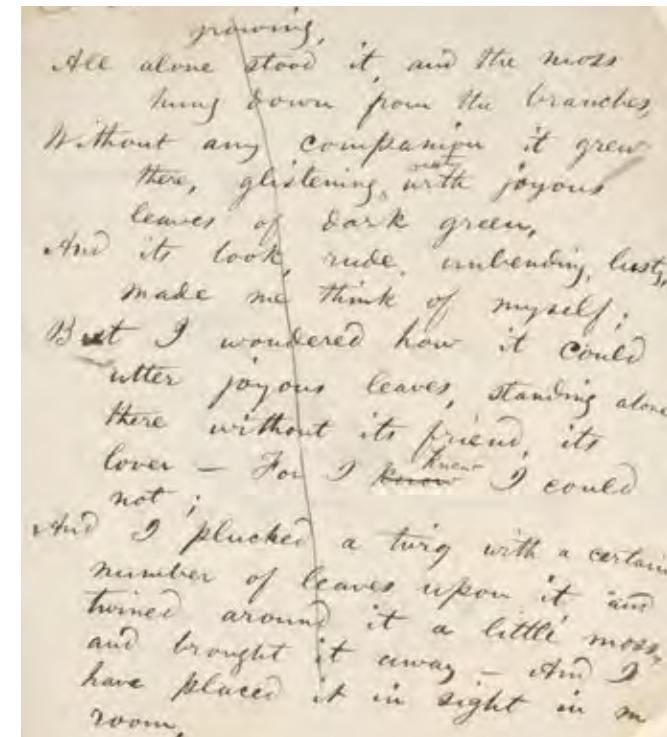 growing,
All alone stood it, and the moss
hung down from the branches,
Without any companion it grew
there, glistening out with joyous
leaves of dark green,
And its look, rude, unbending, lusty,
made me think of myself;
But I wondered how it could
utter joyous leaves, standing alone
there without its friend, its
lover — For I know knew I could
not;
And I plucked a twig with a certain
number of leaves upon it and
twined around it a little moss,
and brought it away — And I
have placed it in sight in m
room,